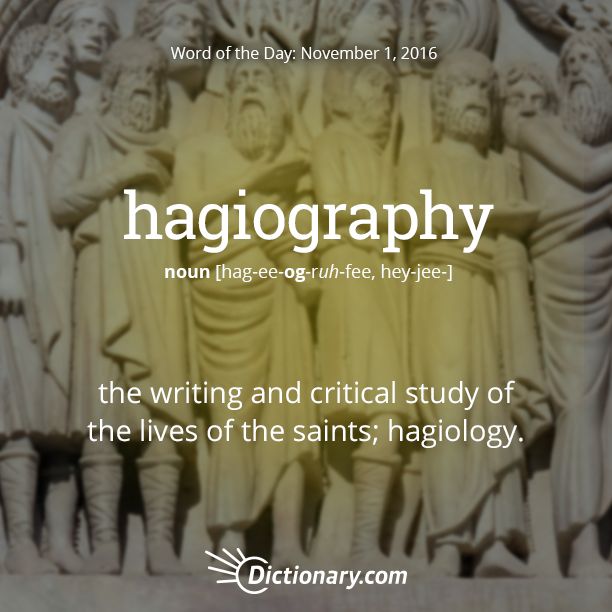 Word of the Day: November 1, 2016
hagiography
noun [hag-ee-og-ruh-fee, hey-jee-]
the writing and critical study of
the lives of the saints; hagiology.
Dictionary.com